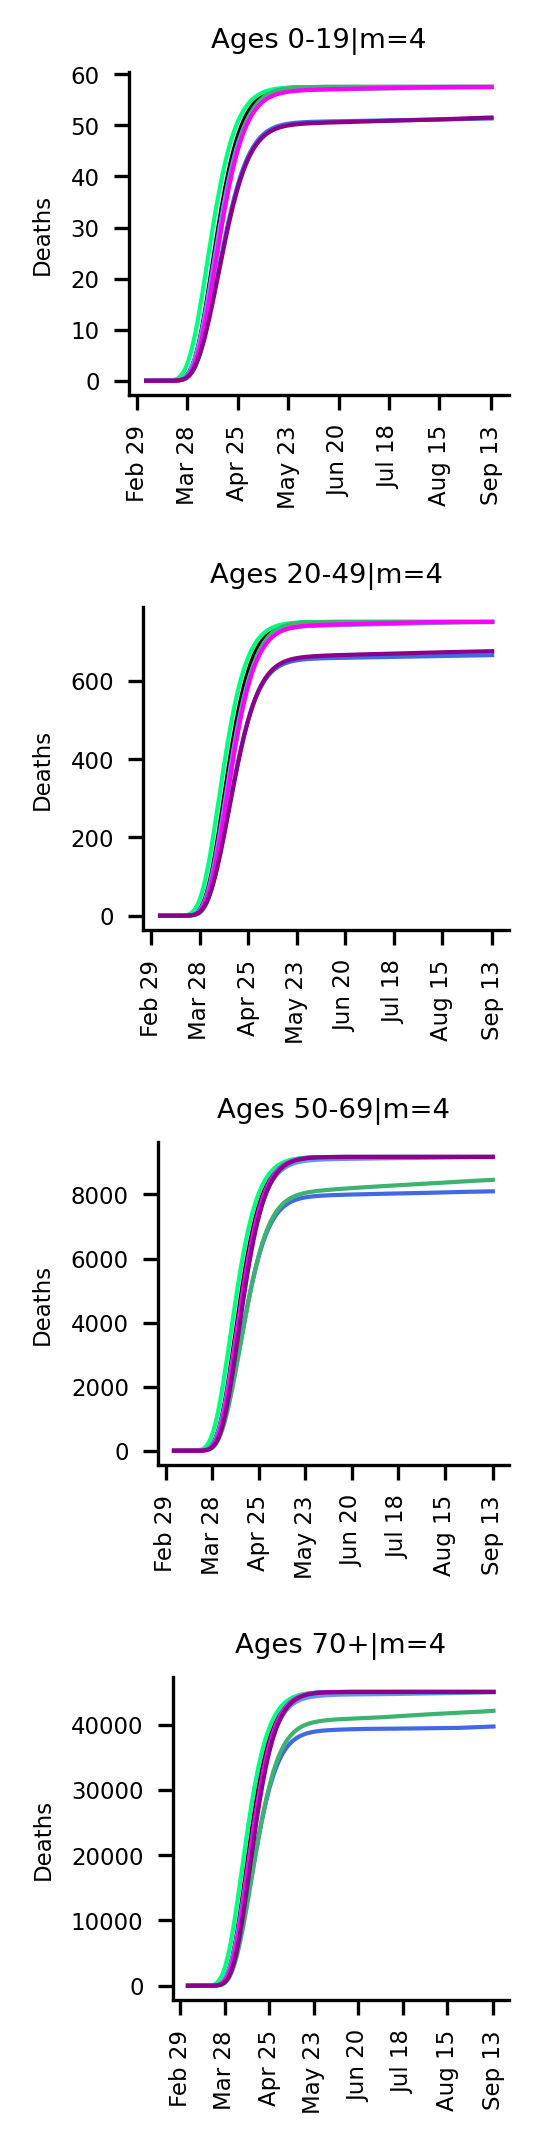 Ages 0-19|m=4
60
50
40
30
20
10
0
Deaths
Feb 29
Mar 28
Apr 25
May 23
Jun 20
Jul 18
Aug 15
Sep 13
Ages 20-49|m=4
600
400
200
0
Deaths
Feb 29
Mar 28
Apr 25
May 23
Jun 20
Jul 18
Aug 15
Sep 13
Ages 50-69|m=4
8000
6000
4000
2000
0
Deaths
Feb 29
Mar 28
Apr 25
May 23
Jun 20
Jul 18
Aug 15
Sep 13
Ages 70+|m=4
40000
30000
20000
10000
0
Deaths
Feb 29
Mar 28
Apr 25
May 23
Jun 20
Jul 18
Aug 15
Sep 13